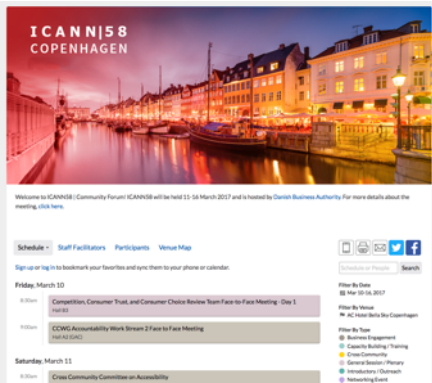 ICANN|58
COPENHAGEN
Welcome to ICANN58 | Community Forum! ICANN58 will be held 11-16 March 2017 and is hosted by Danish Business Authority. For more details about the
meeting, click here.
Schedule Staff Facilitators Participants Venue Map
Sign up or log in to bookmark your favorites and sync them to your phone or calendar.
Schedule or People Search
Friday, March 10
Filter By Date
Mar 10-16, 2017
8:30am Competition, Consumer Trust, and Consumer Choice Review Team Face-to-Face Meeting - Day 1
Hall B3
Filter By Venue
AC Hotel Bella Sky Copenhagen
9:00am CCWG Accountability Work Stream 2 Face to Face Meeting
Hall A2 (GAC)
Filter By Type
Business Engagement
Capacity Building / Training
Cross Community
General Session / Plenary
Introductory / Outreach
Networking Event
Saturday, March 11
8:30am Cross Community Committee on Accessibility